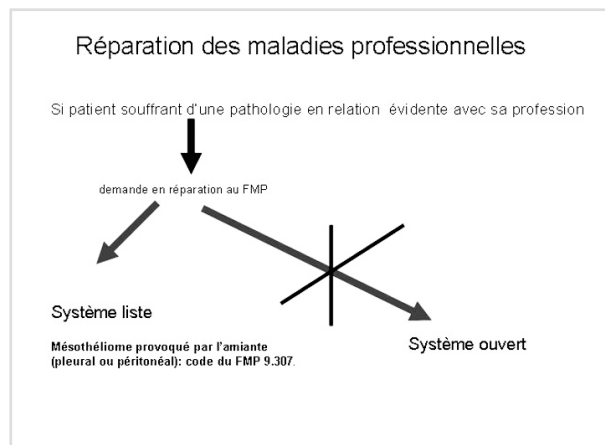 Réparation des maladies professionnelles
Si patient souffrant d'une pathologie en relation évidente avec sa profession
demande en réparation au FMP
Système liste
Mésothéliome provoqué par l'amiante
(pleural ou péritonéal): code du FMP 9.307.
Système ouvert